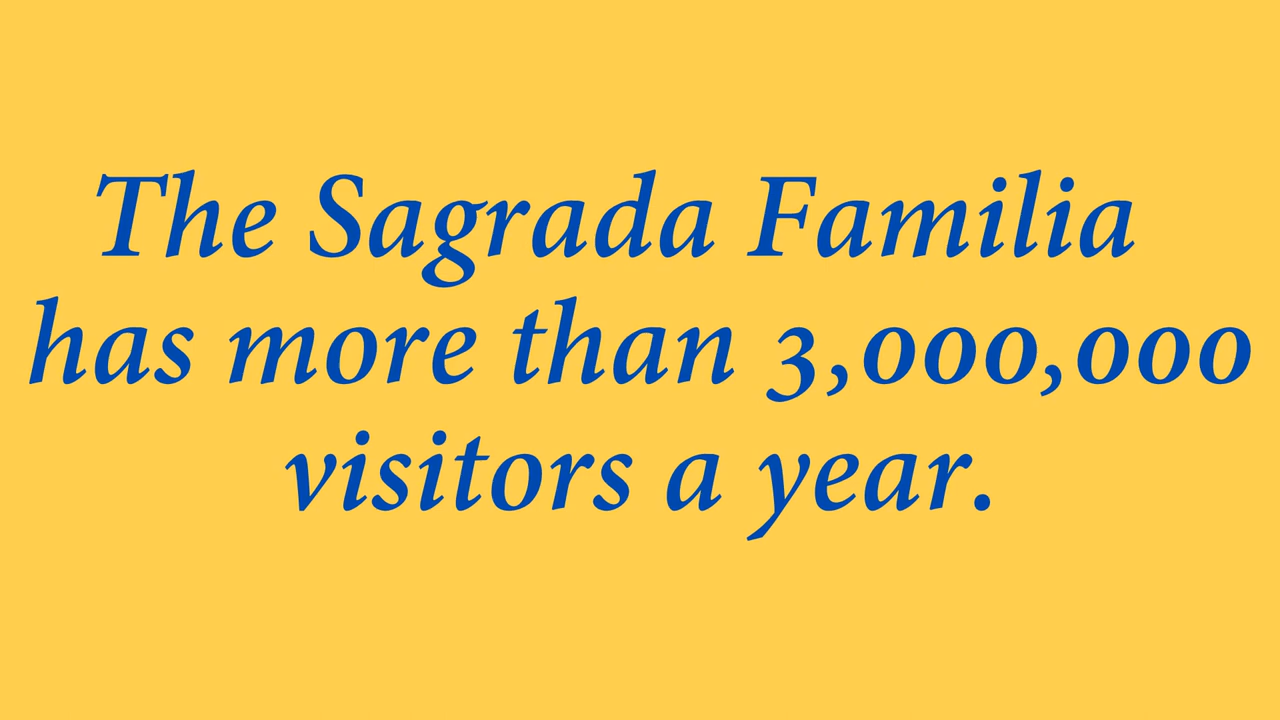 The Sagrada Familia
has more than 3,000,000
visitors a year.